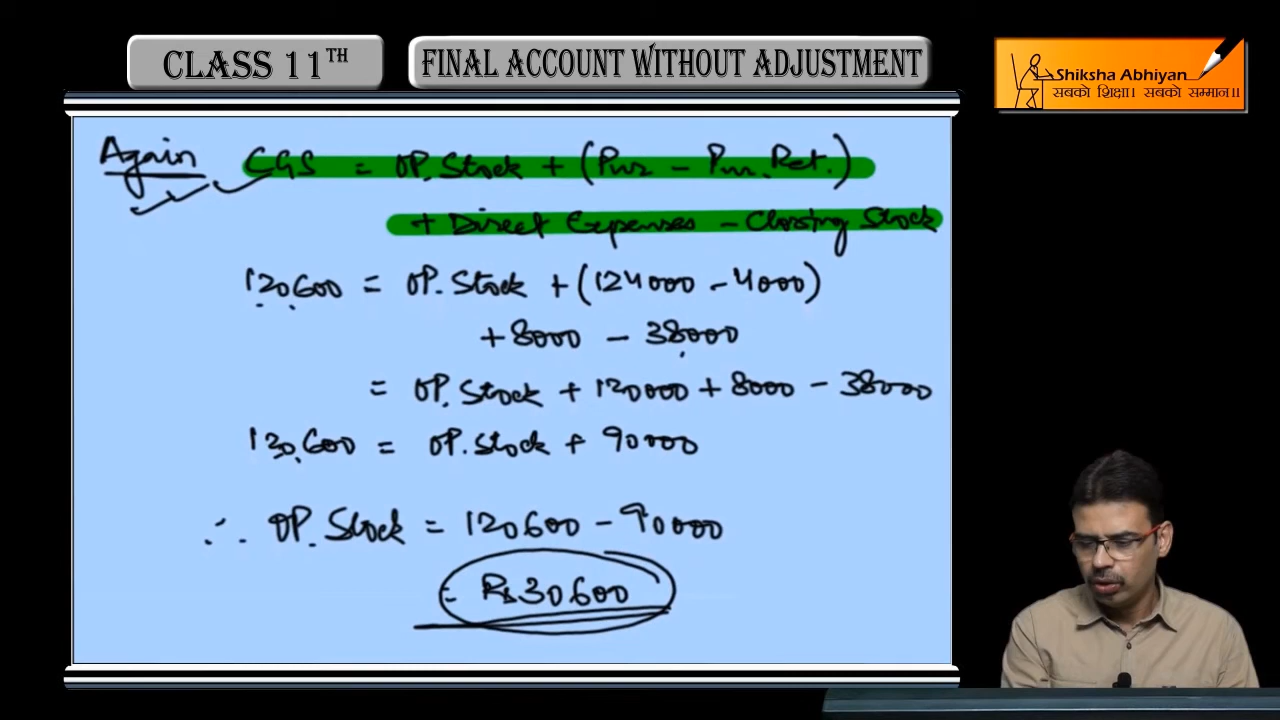 CLASS 11TH
FINAL ACCOUNT WITHOUT ADJUSTMENT
Shiksha Abhiyan
सबको शिक्षा। सबको सम्मान।।
Again CGS = OP. Stock + (Pur - Pur. Ret.)
+ Direct Expenses - Closing Stock
120600 = OP. Stock + (124000 - 4000)
+ 8000 - 38000
= OP. Stock + 120000 + 8000 - 38000
120600 = OP. Stock + 90000
∴ OP. Stock = 120600 - 90000
= Rs30600